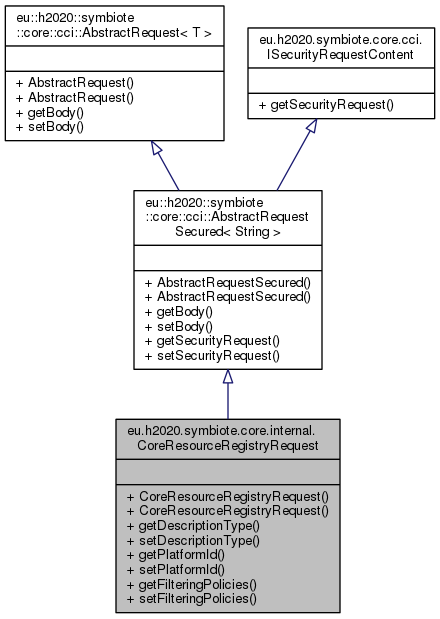 eu::h2020::symbiote
::core::cci::AbstractRequest< T >
+ AbstractRequest()
+ AbstractRequest()
+ getBody()
+ setBody()
eu.h2020.symbiote.core.cci.
ISecurityRequestContent
+ getSecurityRequest()
eu::h2020::symbiote
::core::cci::AbstractRequest
Secured< String >
+ AbstractRequestSecured()
+ AbstractRequestSecured()
+ getBody()
+ setBody()
+ getSecurityRequest()
+ setSecurityRequest()
eu.h2020.symbiote.core.internal.
CoreResourceRegistryRequest
+ CoreResourceRegistryRequest()
+ CoreResourceRegistryRequest()
+ getDescriptionType()
+ setDescriptionType()
+ getPlatformId()
+ setPlatformId()
+ getFilteringPolicies()
+ setFilteringPolicies()